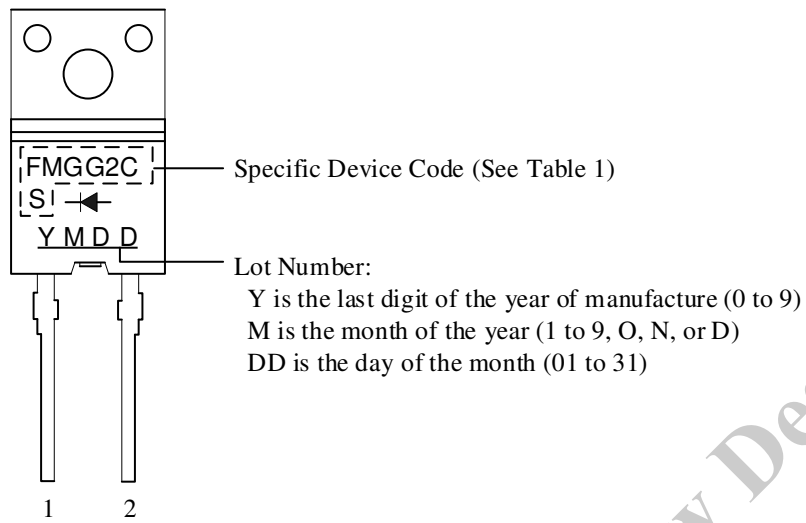 FMGG2C
S
Y M D D
Specific Device Code (See Table 1)
Lot Number:
Y is the last digit of the year of manufacture (0 to 9)
M is the month of the year (1 to 9, O, N, or D)
DD is the day of the month (01 to 31)
1 2